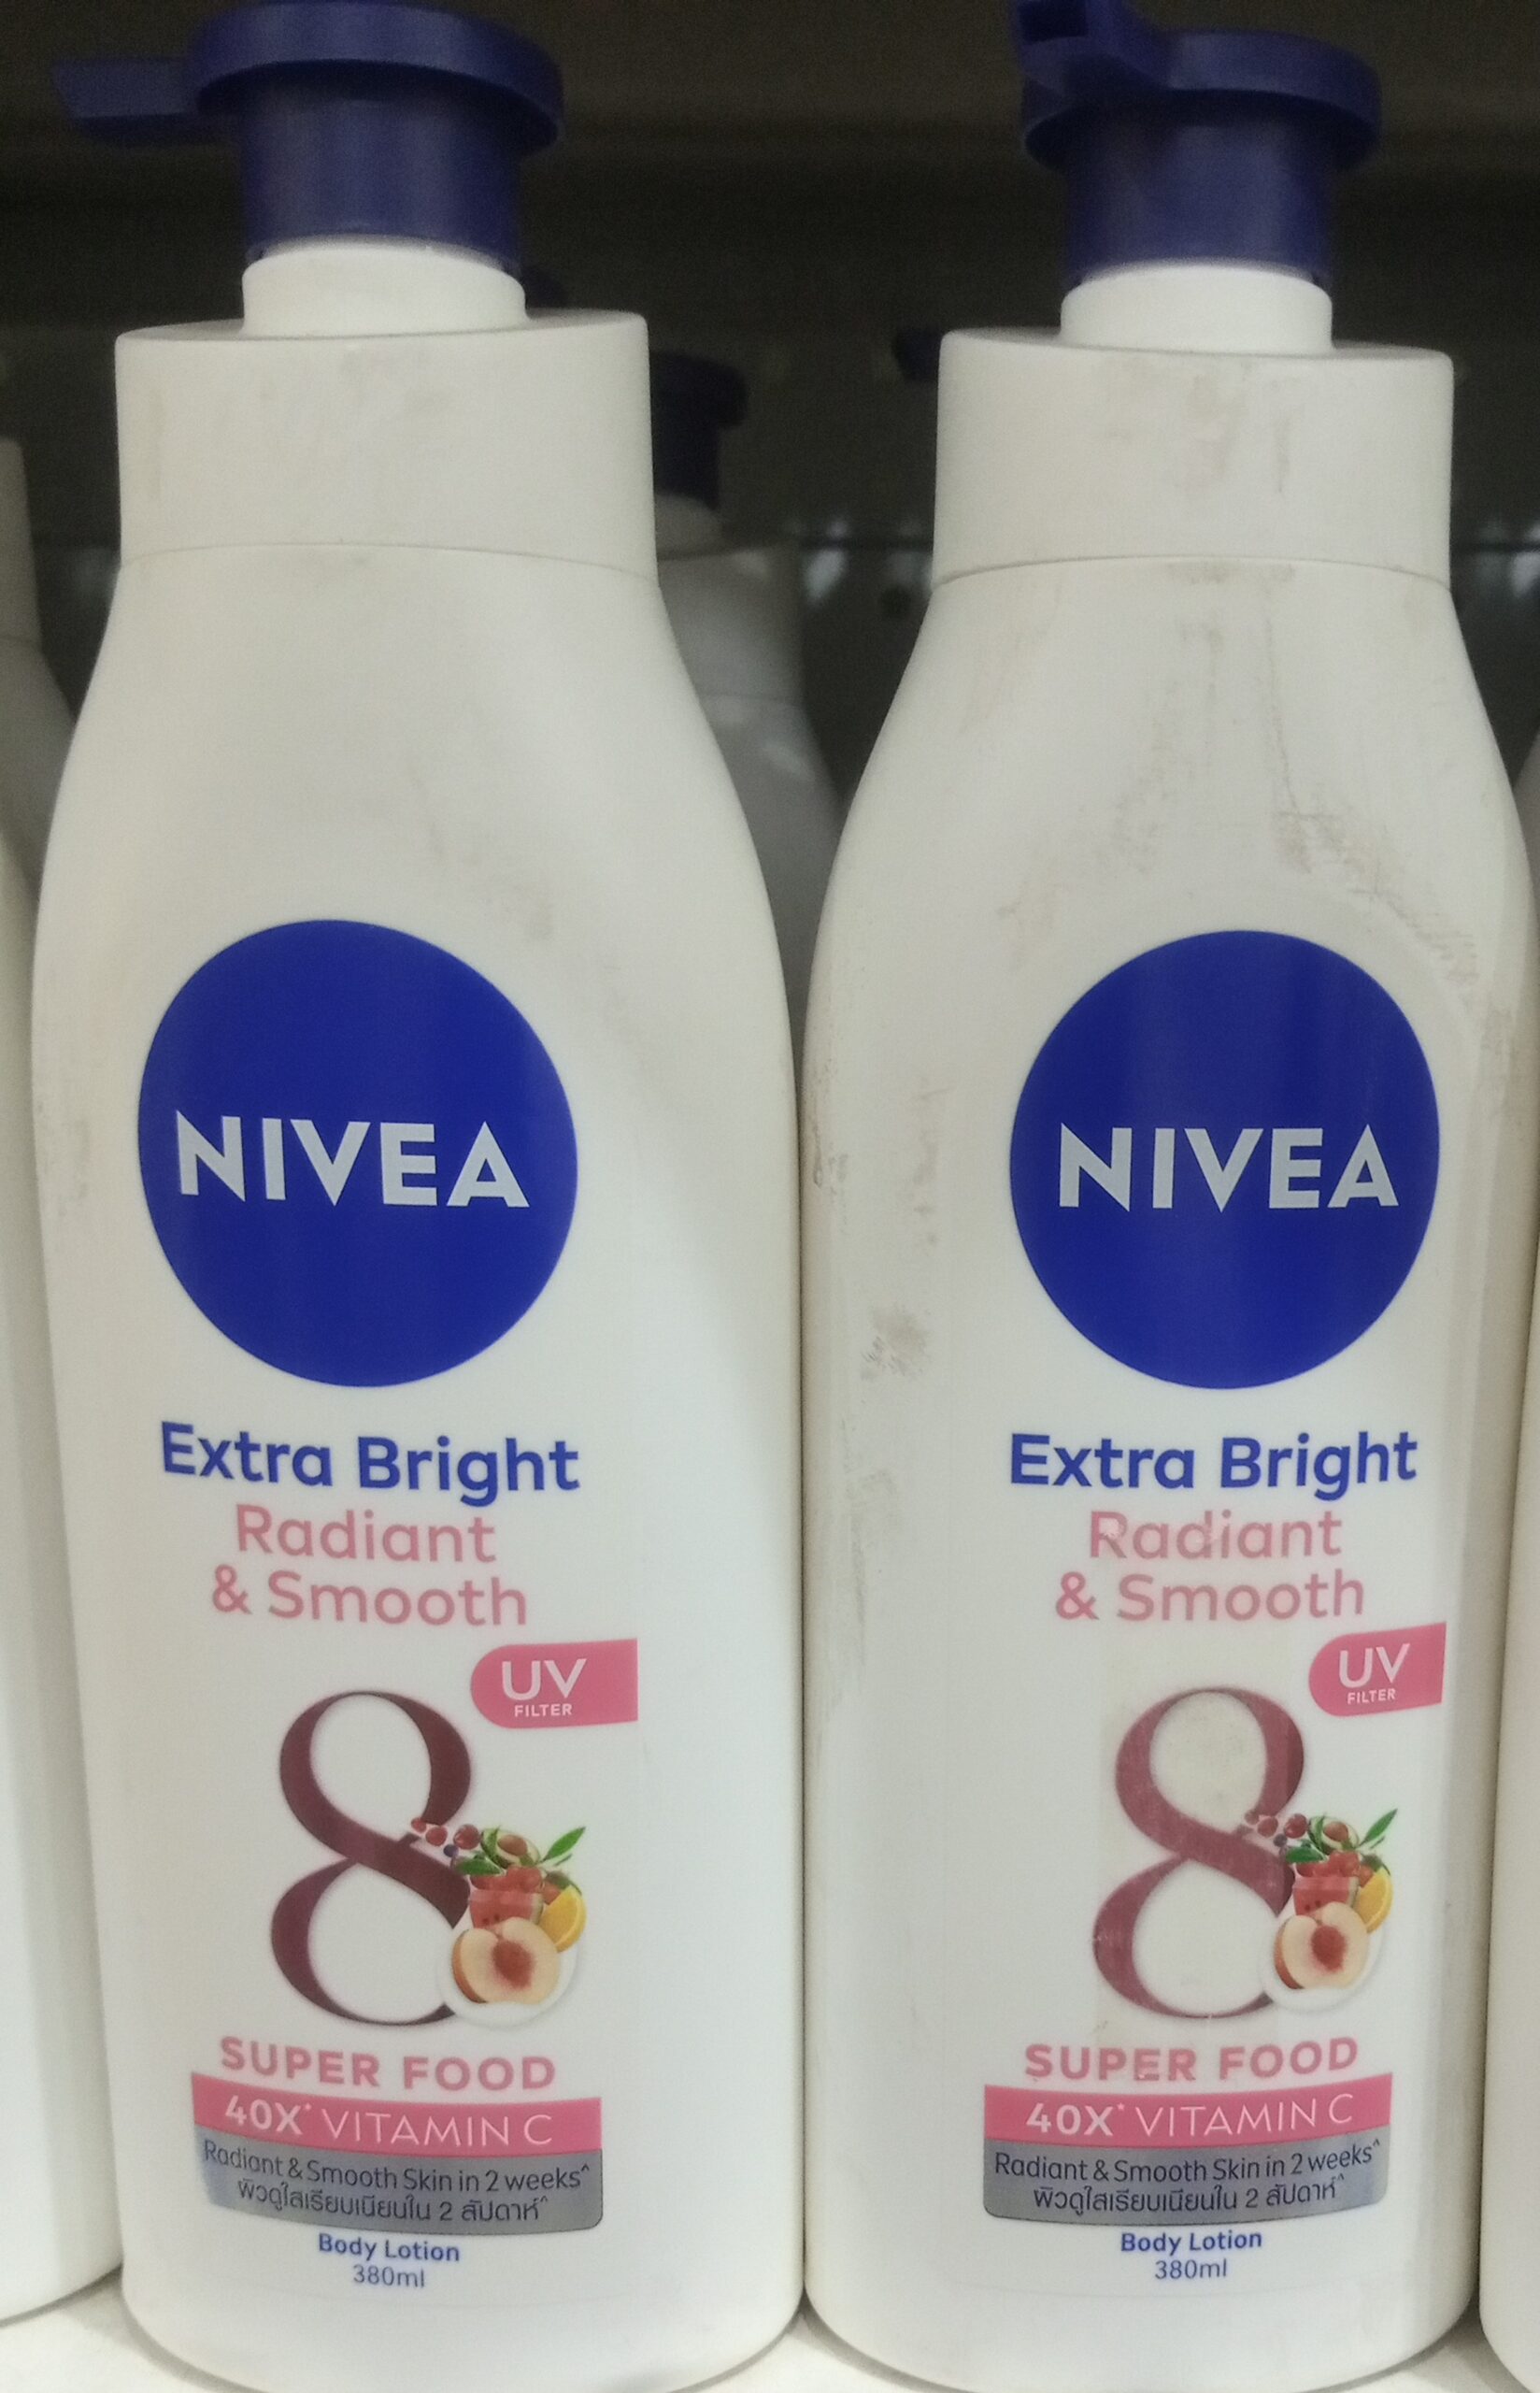 NIVEA
Extra Bright
Radiant
& Smooth
UV
FILTER
8
SUPER FOOD
40X* VITAMIN C
Radiant & Smooth Skin in 2 weeks^
ผิวดูใสเรียบเนียนใน 2 สัปดาห์^
Body Lotion
380ml
NIVEA
Extra Bright
Radiant
& Smooth
UV
FILTER
8
SUPER FOOD
40X* VITAMIN C
Radiant & Smooth Skin in 2 weeks^
ผิวดูใสเรียบเนียนใน 2 สัปดาห์^
Body Lotion
380ml